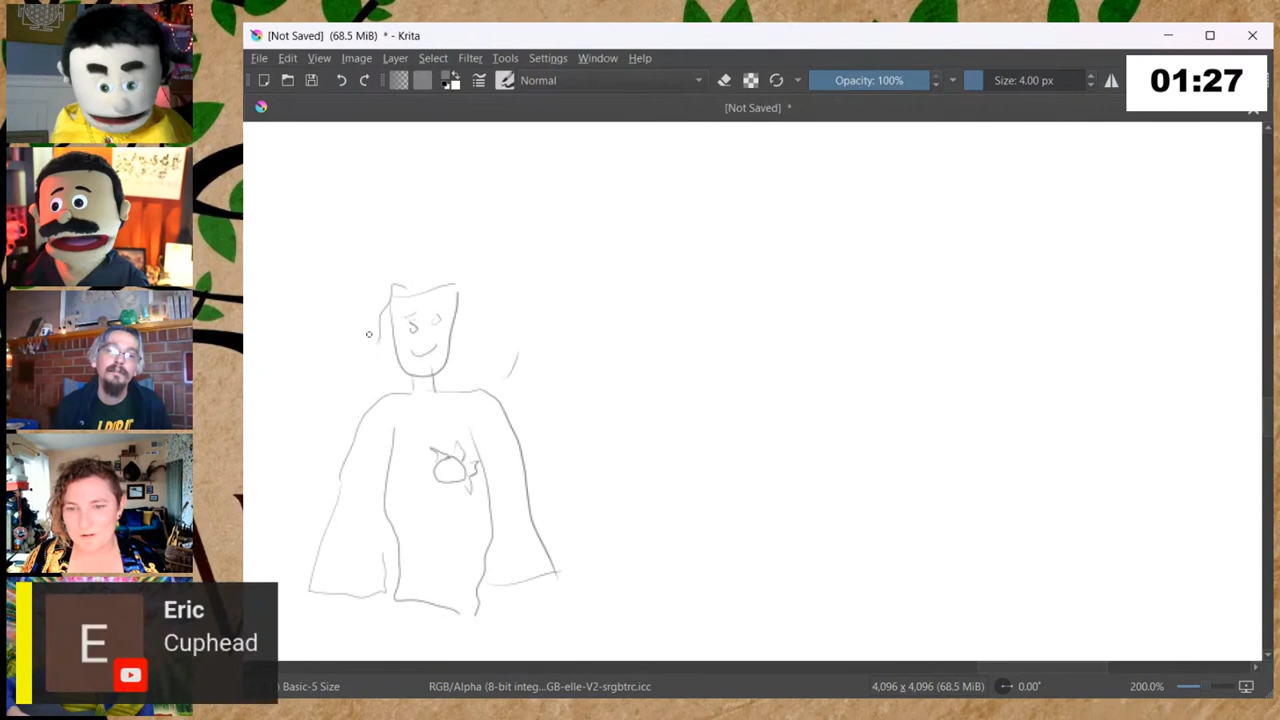 [Not Saved] (68.5 MiB) * - Krita
File Edit View Image Layer Select Filter Tools Settings Window Help
Normal
Opacity: 100%
Size: 4.00 px
01:27
[Not Saved] *
E
Eric
Cuphead
) Basic-5 Size
RGB/Alpha (8-bit integ...GB-elle-V2-srgbtrc.icc
4,096 x 4,096 (68.5 MiB)
0.00°
200.0%